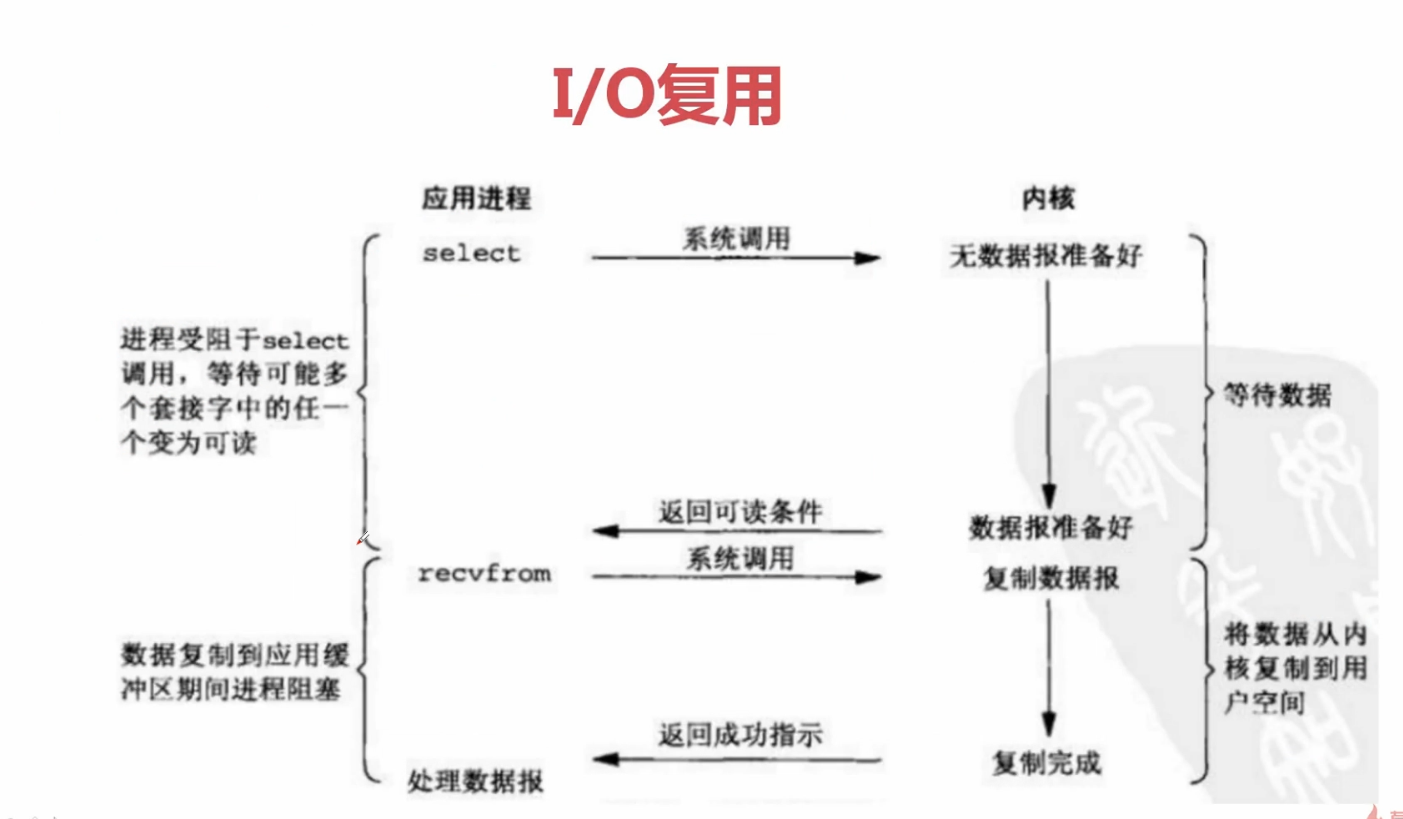 I/O复用
应用进程
内核
select
系统调用
无数据报准备好
进程受阻于select
调用，等待可能多
个套接字中的任一
个变为可读
等待数据
返回可读条件
数据报准备好
recvfrom
系统调用
复制数据报
数据复制到应用缓
冲区期间进程阻塞
将数据从内
核复制到用
户空间
返回成功指示
处理数据报
复制完成